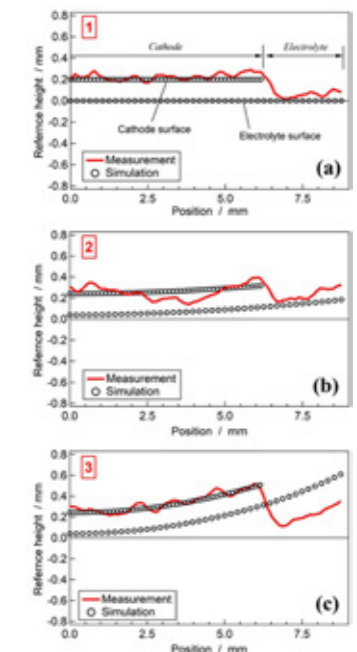 1
Cathode Electrolyte
0.8
0.6
0.4
0.2
0.0
-0.2
-0.4
-0.6
-0.8
Refernce height / mm
Cathode surface Electrolyte surface
Measurement
Simulation
(a)
0.0 2.5 5.0 7.5
Position / mm
2
0.8
0.6
0.4
0.2
0.0
-0.2
-0.4
-0.6
-0.8
Refernce height / mm
Measurement
Simulation
(b)
0.0 2.5 5.0 7.5
Position / mm
3
0.8
0.6
0.4
0.2
0.0
-0.2
-0.4
-0.6
-0.8
Refernce height / mm
Measurement
Simulation
(c)
0.0 2.5 5.0 7.5
Position / mm